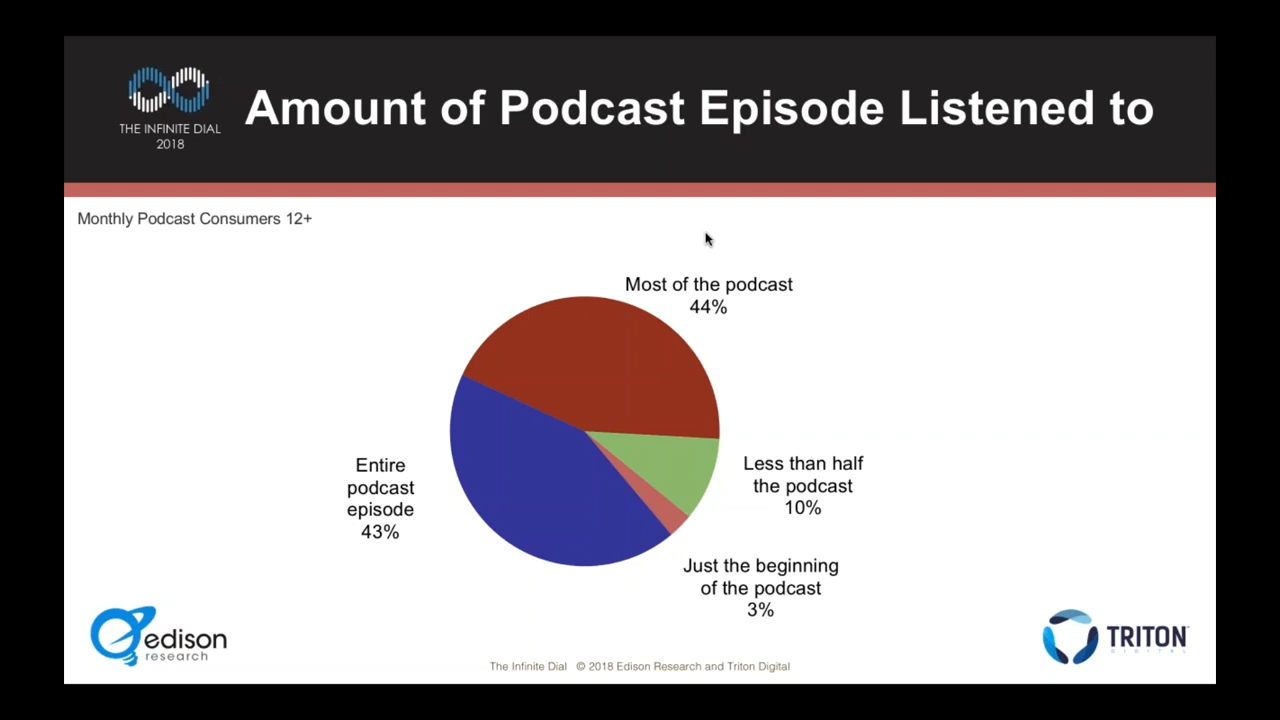 THE INFINITE DIAL
2018
Amount of Podcast Episode Listened to
Monthly Podcast Consumers 12+
Most of the podcast
44%
Less than half
the podcast
10%
Entire
podcast
episode
43%
Just the beginning
of the podcast
3%
edison
research
The Infinite Dial © 2018 Edison Research and Triton Digital
TRITON
DIGITAL